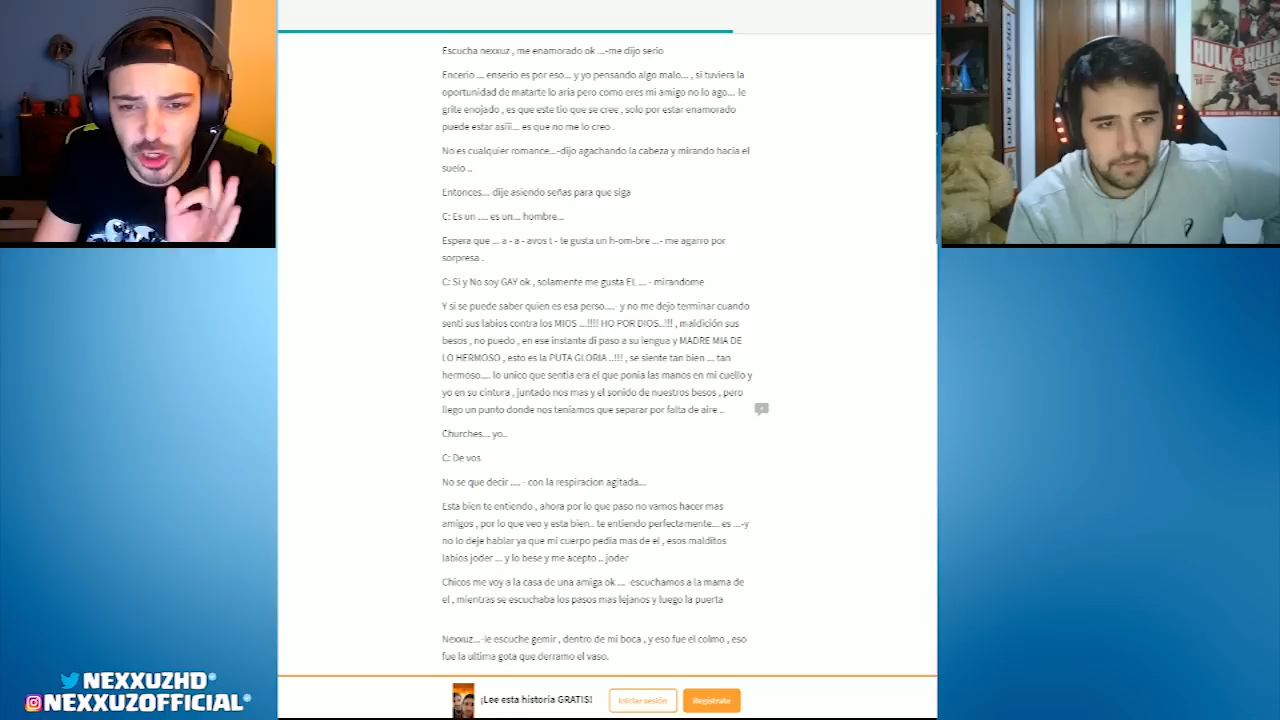 Escucha nexxuz , me enamorado ok ...-me dijo serio
Encerio .... enserio es por eso... y yo pensando algo malo... , si tuviera la
oportunidad de matarte lo aria pero como eres mi amigo no lo ago.... le
grite enojado , es que este tio que se cree , solo por estar enamorado
puede estar asiii.... es que no me lo creo .
No es cualquier romance...-dijo agachando la cabeza y mirando hacia el
suelo ..
Entonces... - dije asiendo señas para que siga
C: Es un ..... es un... hombre...
Espera que .... a - a - avos t - te gusta un h-om-bre ....- me agarro por
sorpresa .
C: Si y No soy GAY ok , solamente me gusta EL .... - mirandome
Y si se puede saber quien es esa perso.....- y no me dejo terminar cuando
senti sus labios contra los MIOS ....!!!! HO POR DIOS..!!! , maldición sus
besos , no puedo , en ese instante di paso a su lengua y MADRE MIA DE
LO HERMOSO , esto es la PUTA GLORIA ..!!! , se siente tan bien .... tan
hermoso..... lo unico que sentia era el que ponia las manos en mi cuello y
yo en su cintura , juntado nos mas y el sonido de nuestros besos , pero
llego un punto donde nos teniamos que separar por falta de aire ..
Churches.... yo..
C: De vos
No se que decir ..... - con la respiracion agitada...
Esta bien te entiendo , ahora por lo que paso no vamos hacer mas
amigos , por lo que veo y esta bien.. te entiendo perfectamente... es ....-y
no lo deje hablar ya que mi cuerpo pedia mas de el , esos malditos
labios joder .... y lo bese y me acepto .. joder
Chicos me voy a la casa de una amiga ok .... -escuchamos a la mama de
el , mientras se escuchaba los pasos mas lejanos y luego la puerta
Nexxuz....-le escuche gemir , dentro de mi boca , y eso fue el colmo , eso
fue la ultima gota que derramo el vaso.
¡Lee esta historia GRATIS!
Iniciar sesión
Regístrate
NEXXUZHD
NEXXUZOFFICIAL
CORAZON BLANCO
HULK
VS